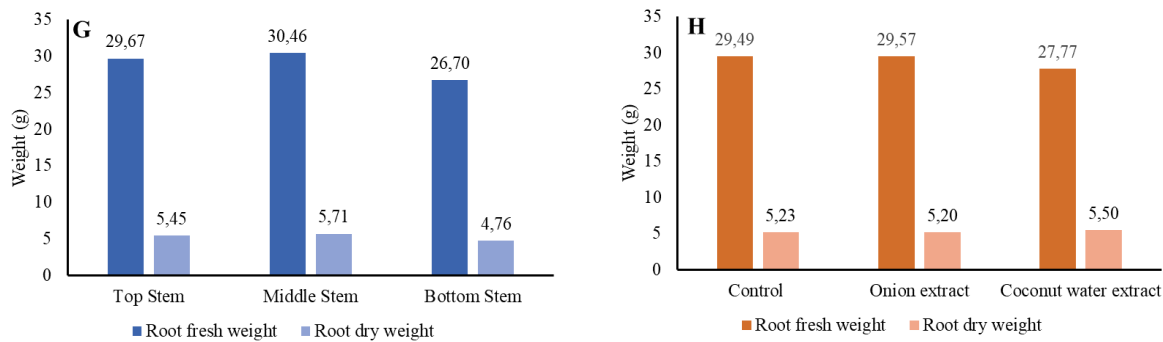 G
Weight (g)
35
30
25
20
15
10
5
0
29,67
5,45
30,46
5,71
26,70
4,76
Top Stem
Middle Stem
Bottom Stem
Root fresh weight
Root dry weight
H
Weight (g)
35
30
25
20
15
10
5
0
29,49
5,23
29,57
5,20
27,77
5,50
Control
Onion extract
Coconut water extract
Root fresh weight
Root dry weight